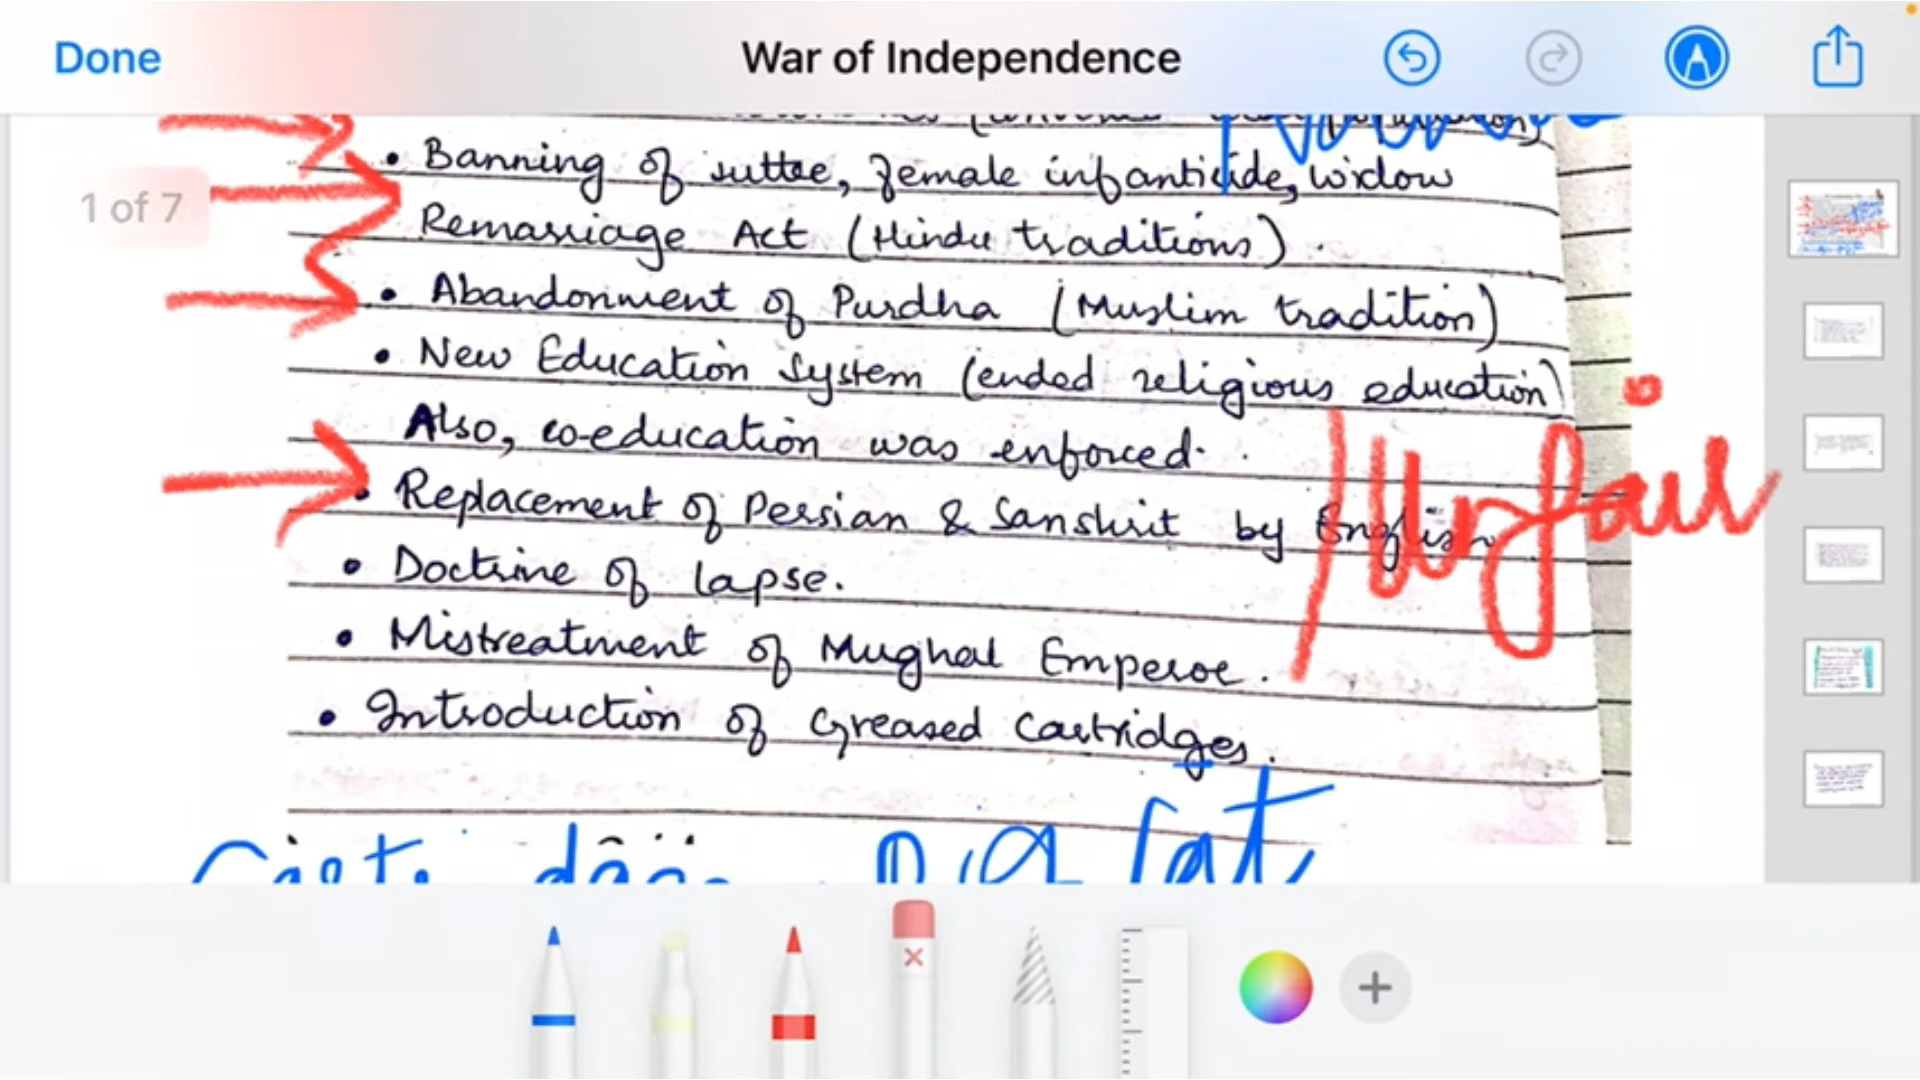 Done
War of Independence
1 of 7
• Banning of suttee, female infanticide, widow
Remarriage Act (Hindu traditions).
• Abandonment of Purdha (Muslim tradition)
• New Education System (ended religious education)
Also, co-education was enforced.
• Replacement of Persian & Sanskrit by English
Unfair
• Doctrine of lapse.
• Mistreatment of Mughal Emperor.
• Introduction of Greased Cartridges.
fat